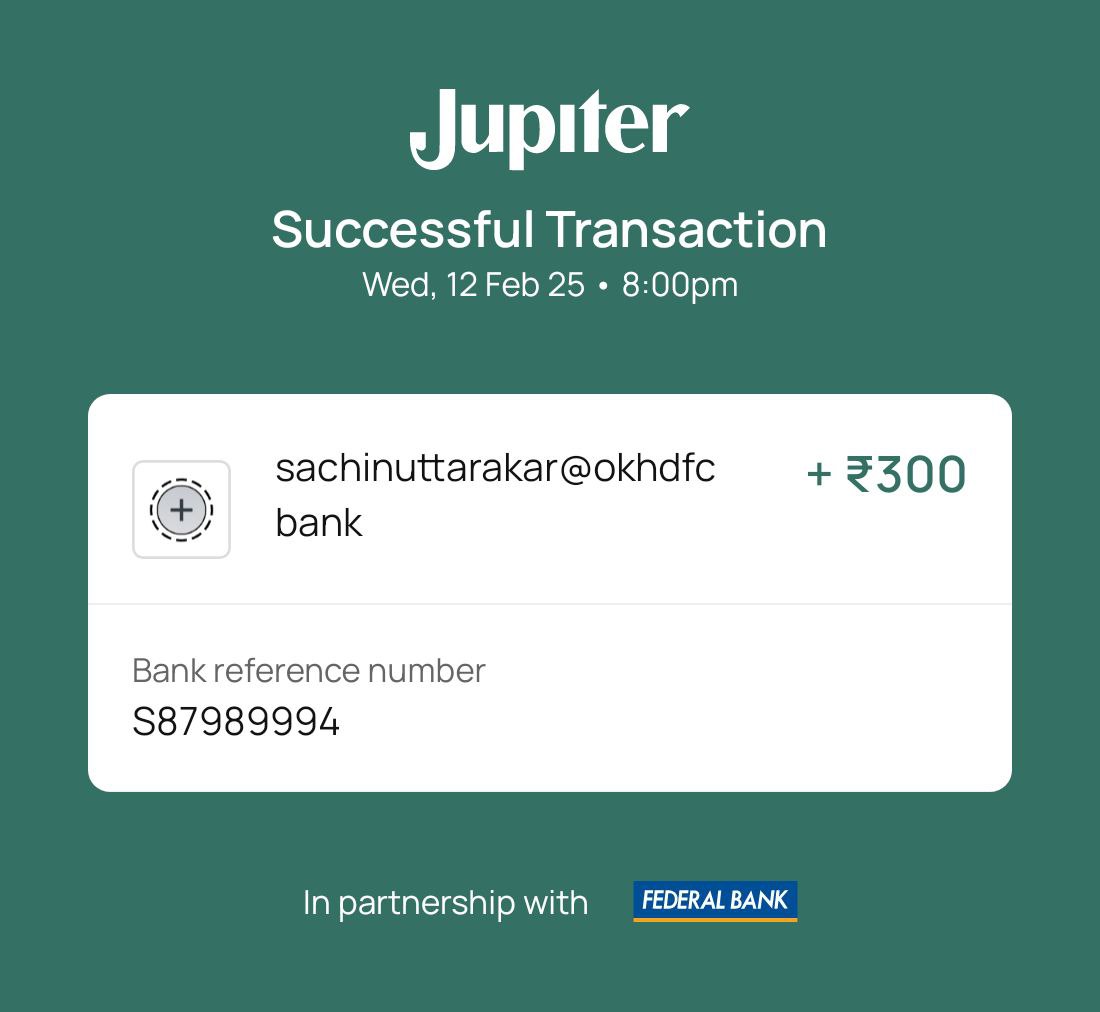 Jupiter
Successful Transaction
Wed, 12 Feb 25 • 8:00pm
sachinuttarakar@okhdfc
bank
+ ₹300
Bank reference number
S87989994
In partnership with FEDERAL BANK